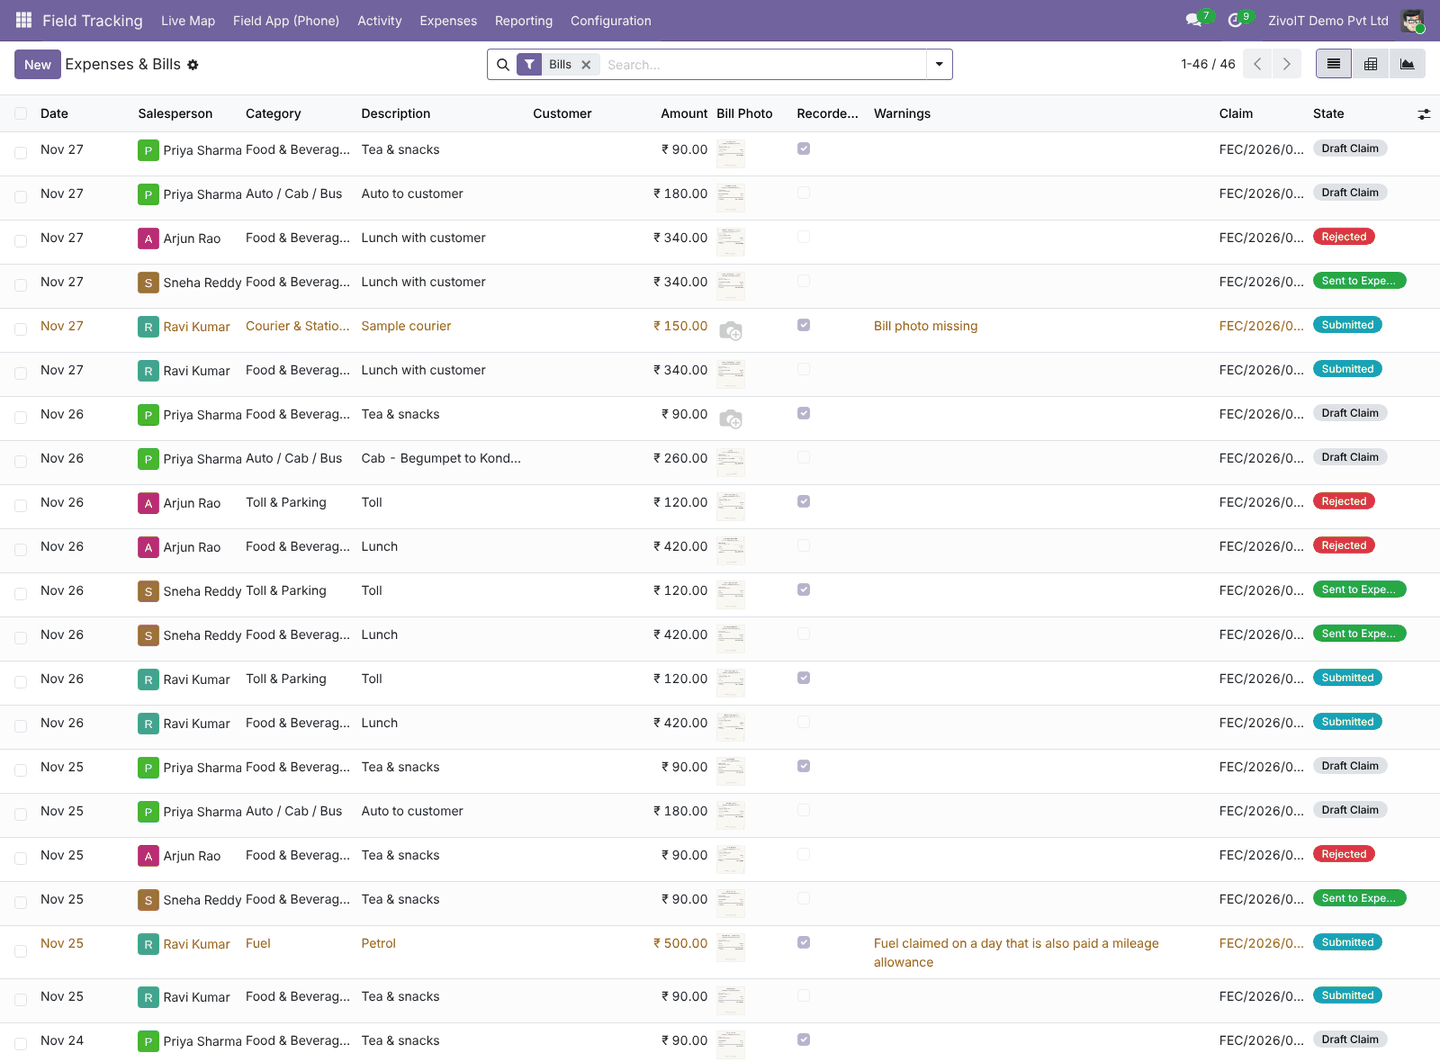 Field Tracking Live Map Field App (Phone) Activity Expenses Reporting Configuration 7 9 ZivoIT Demo Pvt Ltd
New Expenses & Bills Bills Search... 1-46 / 46
Date Salesperson Category Description Customer Amount Bill Photo Recorde... Warnings Claim State
Nov 27 P Priya Sharma Food & Beverag... Tea & snacks ₹ 90.00 FEC/2026/0... Draft Claim
Nov 27 P Priya Sharma Auto / Cab / Bus Auto to customer ₹ 180.00 FEC/2026/0... Draft Claim
Nov 27 A Arjun Rao Food & Beverag... Lunch with customer ₹ 340.00 FEC/2026/0... Rejected
Nov 27 S Sneha Reddy Food & Beverag... Lunch with customer ₹ 340.00 FEC/2026/0... Sent to Expe...
Nov 27 R Ravi Kumar Courier & Statio... Sample courier ₹ 150.00 Bill photo missing FEC/2026/0... Submitted
Nov 27 R Ravi Kumar Food & Beverag... Lunch with customer ₹ 340.00 FEC/2026/0... Submitted
Nov 26 P Priya Sharma Food & Beverag... Tea & snacks ₹ 90.00 FEC/2026/0... Draft Claim
Nov 26 P Priya Sharma Auto / Cab / Bus Cab - Begumpet to Kond... ₹ 260.00 FEC/2026/0... Draft Claim
Nov 26 A Arjun Rao Toll & Parking Toll ₹ 120.00 FEC/2026/0... Rejected
Nov 26 A Arjun Rao Food & Beverag... Lunch ₹ 420.00 FEC/2026/0... Rejected
Nov 26 S Sneha Reddy Toll & Parking Toll ₹ 120.00 FEC/2026/0... Sent to Expe...
Nov 26 S Sneha Reddy Food & Beverag... Lunch ₹ 420.00 FEC/2026/0... Sent to Expe...
Nov 26 R Ravi Kumar Toll & Parking Toll ₹ 120.00 FEC/2026/0... Submitted
Nov 26 R Ravi Kumar Food & Beverag... Lunch ₹ 420.00 FEC/2026/0... Submitted
Nov 25 P Priya Sharma Food & Beverag... Tea & snacks ₹ 90.00 FEC/2026/0... Draft Claim
Nov 25 P Priya Sharma Auto / Cab / Bus Auto to customer ₹ 180.00 FEC/2026/0... Draft Claim
Nov 25 A Arjun Rao Food & Beverag... Tea & snacks ₹ 90.00 FEC/2026/0... Rejected
Nov 25 S Sneha Reddy Food & Beverag... Tea & snacks ₹ 90.00 FEC/2026/0... Sent to Expe...
Nov 25 R Ravi Kumar Fuel Petrol ₹ 500.00 Fuel claimed on a day that is also paid a mileage FEC/2026/0... Submitted
allowance
Nov 25 R Ravi Kumar Food & Beverag... Tea & snacks ₹ 90.00 FEC/2026/0... Submitted
Nov 24 P Priya Sharma Food & Beverag... Tea & snacks ₹ 90.00 FEC/2026/0... Draft Claim